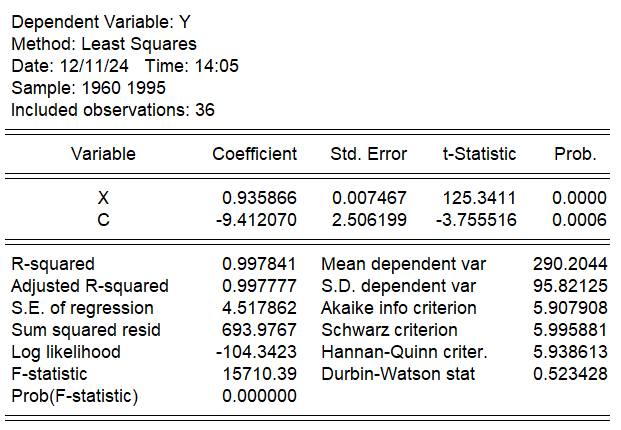 Dependent Variable: Y
Method: Least Squares
Date: 12/11/24 Time: 14:05
Sample: 1960 1995
Included observations: 36
Variable Coefficient Std. Error t-Statistic Prob.
X 0.935866 0.007467 125.3411 0.0000
C -9.412070 2.506199 -3.755516 0.0006
R-squared 0.997841 Mean dependent var 290.2044
Adjusted R-squared 0.997777 S.D. dependent var 95.82125
S.E. of regression 4.517862 Akaike info criterion 5.907908
Sum squared resid 693.9767 Schwarz criterion 5.995881
Log likelihood -104.3423 Hannan-Quinn criter. 5.938613
F-statistic 15710.39 Durbin-Watson stat 0.523428
Prob(F-statistic) 0.000000